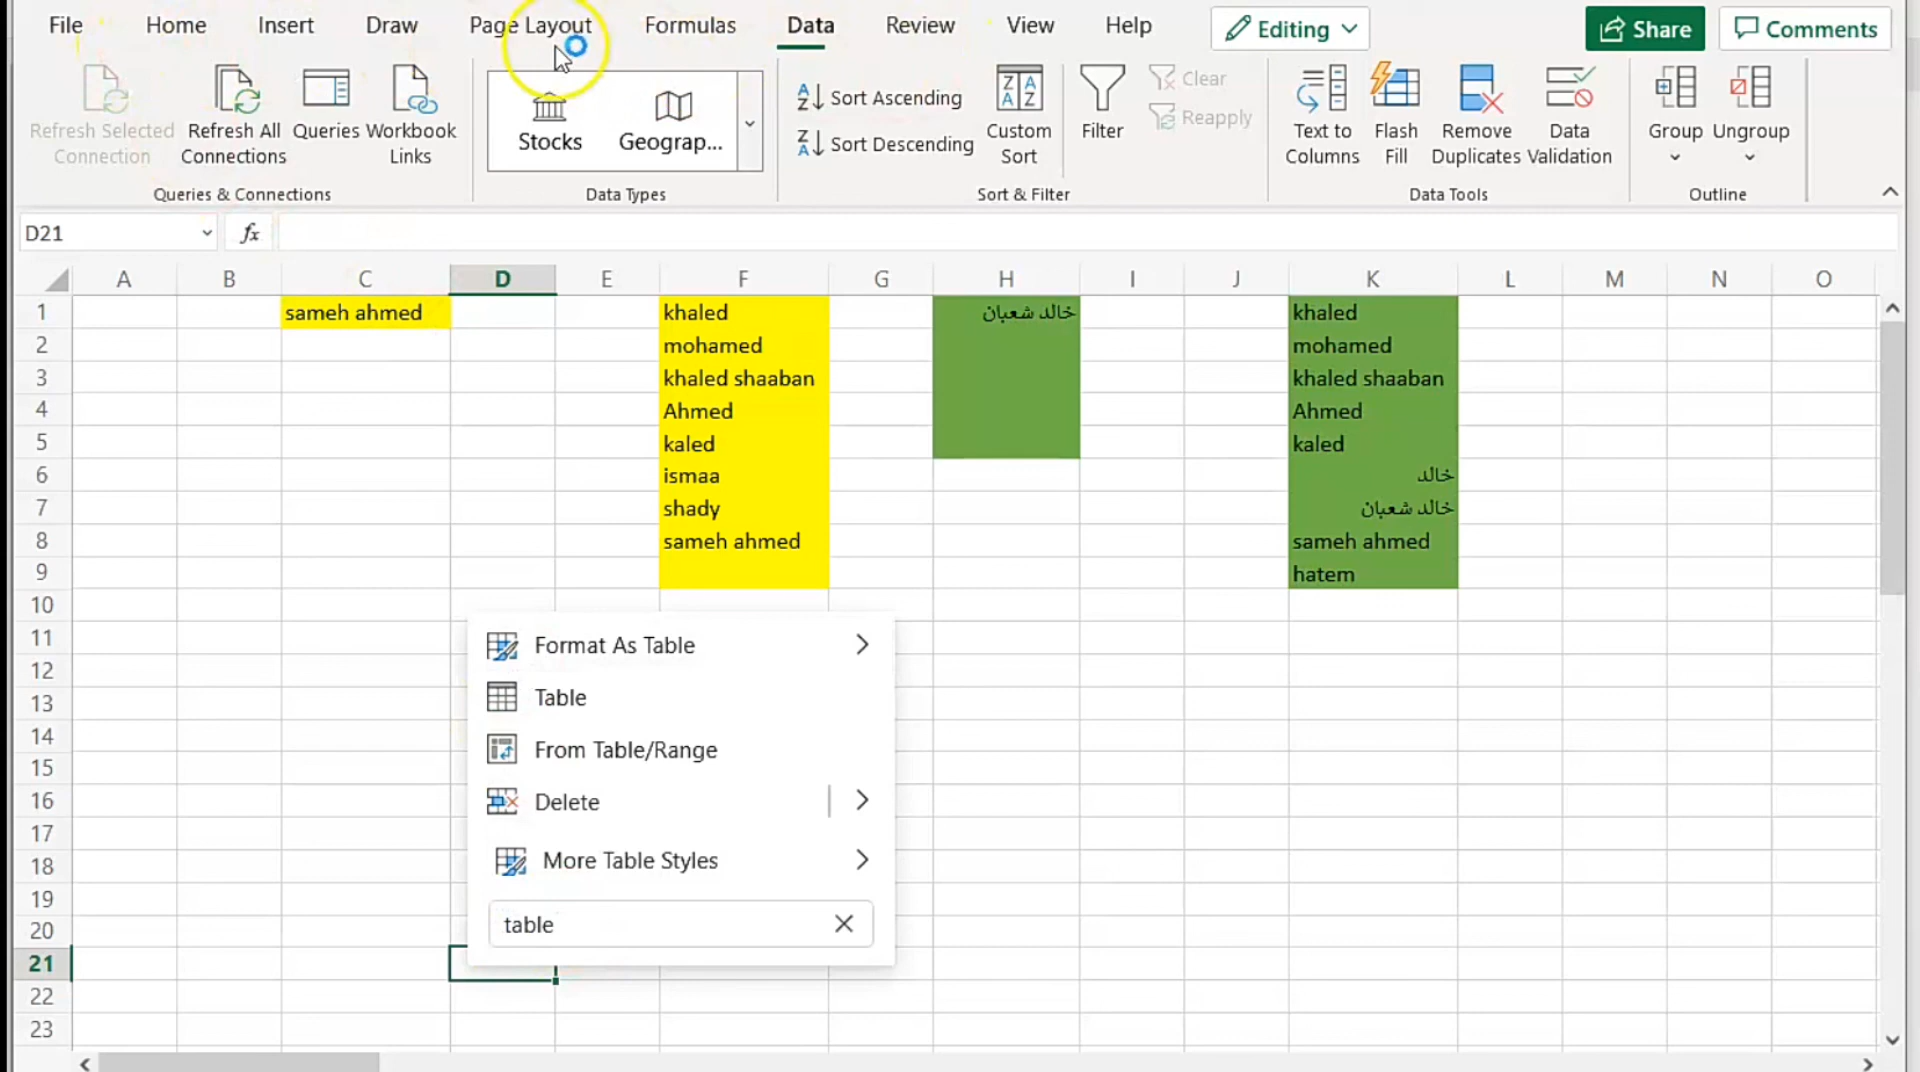 File Home Insert Draw Page Layout Formulas Data Review View Help Editing Share Comments
Refresh Selected Connection
Refresh All Connections
Queries
Workbook Links
Queries & Connections
Stocks
Geograp...
Data Types
Sort Ascending
Sort Descending
Custom Sort
Filter
Clear
Reapply
Sort & Filter
Text to Columns
Flash Fill
Remove Duplicates
Data Validation
Data Tools
Group
Ungroup
Outline
D21 fx
A B C D E F G H I J K L M N O
1 sameh ahmed khaled خالد شعبان khaled
2 mohamed mohamed
3 khaled shaaban khaled shaaban
4 Ahmed Ahmed
5 kaled kaled
6 ismaa خالد
7 shady خالد شعبان
8 sameh ahmed sameh ahmed
9 hatem
10
11 Format As Table
12
13 Table
14
15 From Table/Range
16 Delete
17
18 More Table Styles
19
20 table
21
22
23